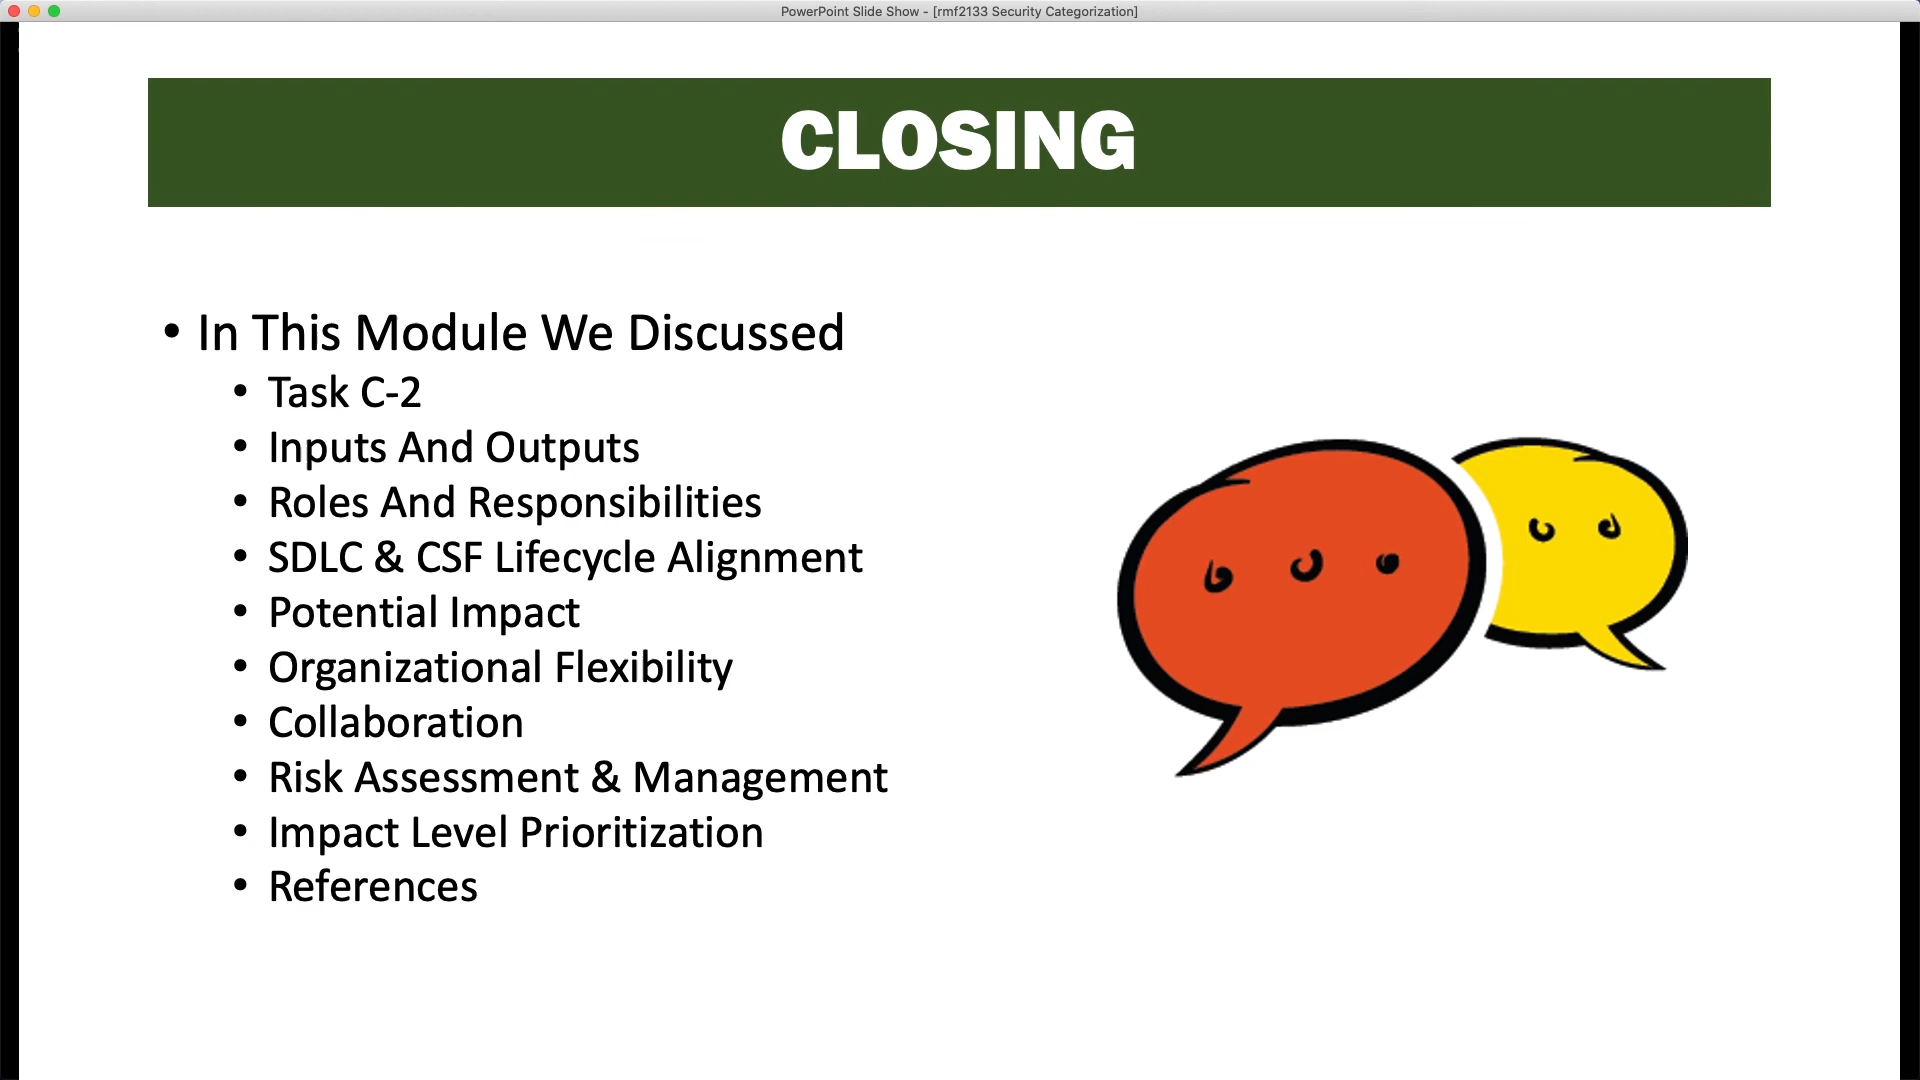 PowerPoint Slide Show - [rmf2133 Security Categorization]
CLOSING
• In This Module We Discussed
• Task C-2
• Inputs And Outputs
• Roles And Responsibilities
• SDLC & CSF Lifecycle Alignment
• Potential Impact
• Organizational Flexibility
• Collaboration
• Risk Assessment & Management
• Impact Level Prioritization
• References